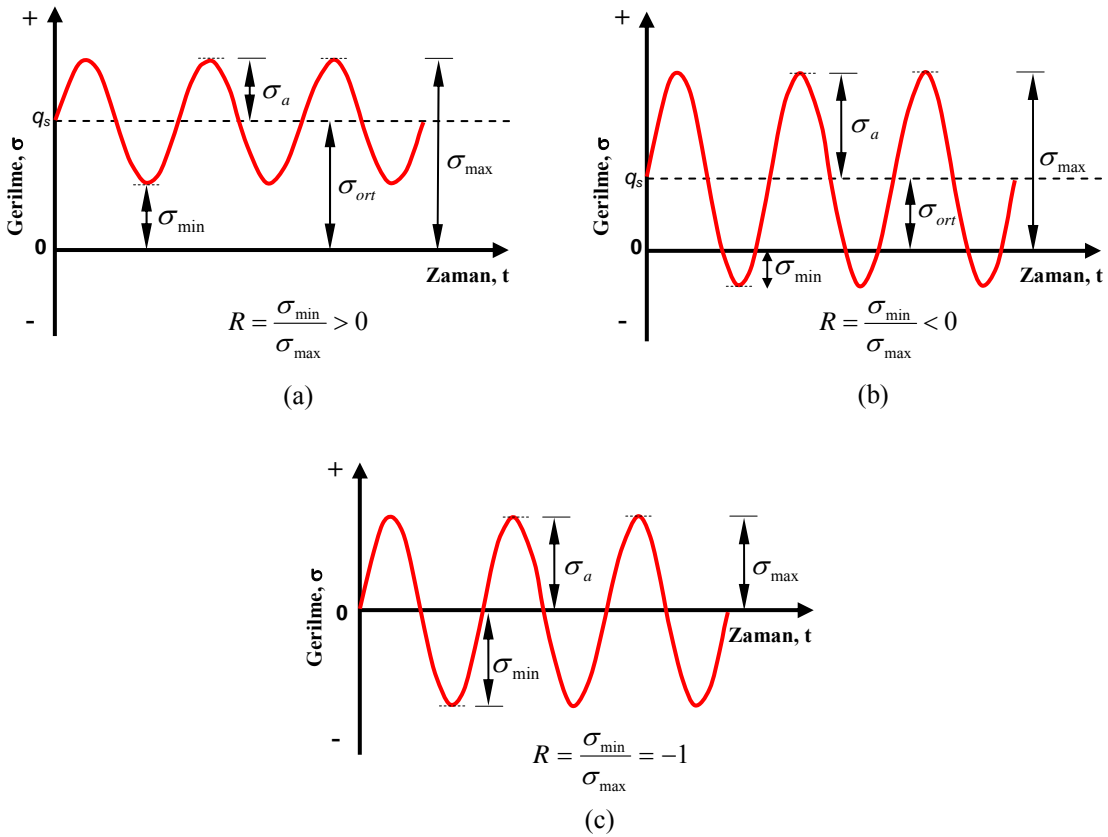 +
Gerilme, σ
q_s
0
-
σ_a
σ_min
σ_ort
σ_max
Zaman, t
R = σ_min / σ_max > 0
(a)
+
Gerilme, σ
q_s
0
-
σ_a
σ_min
σ_ort
σ_max
Zaman, t
R = σ_min / σ_max < 0
(b)
+
Gerilme, σ
0
-
σ_a
σ_min
σ_max
Zaman, t
R = σ_min / σ_max = -1
(c)